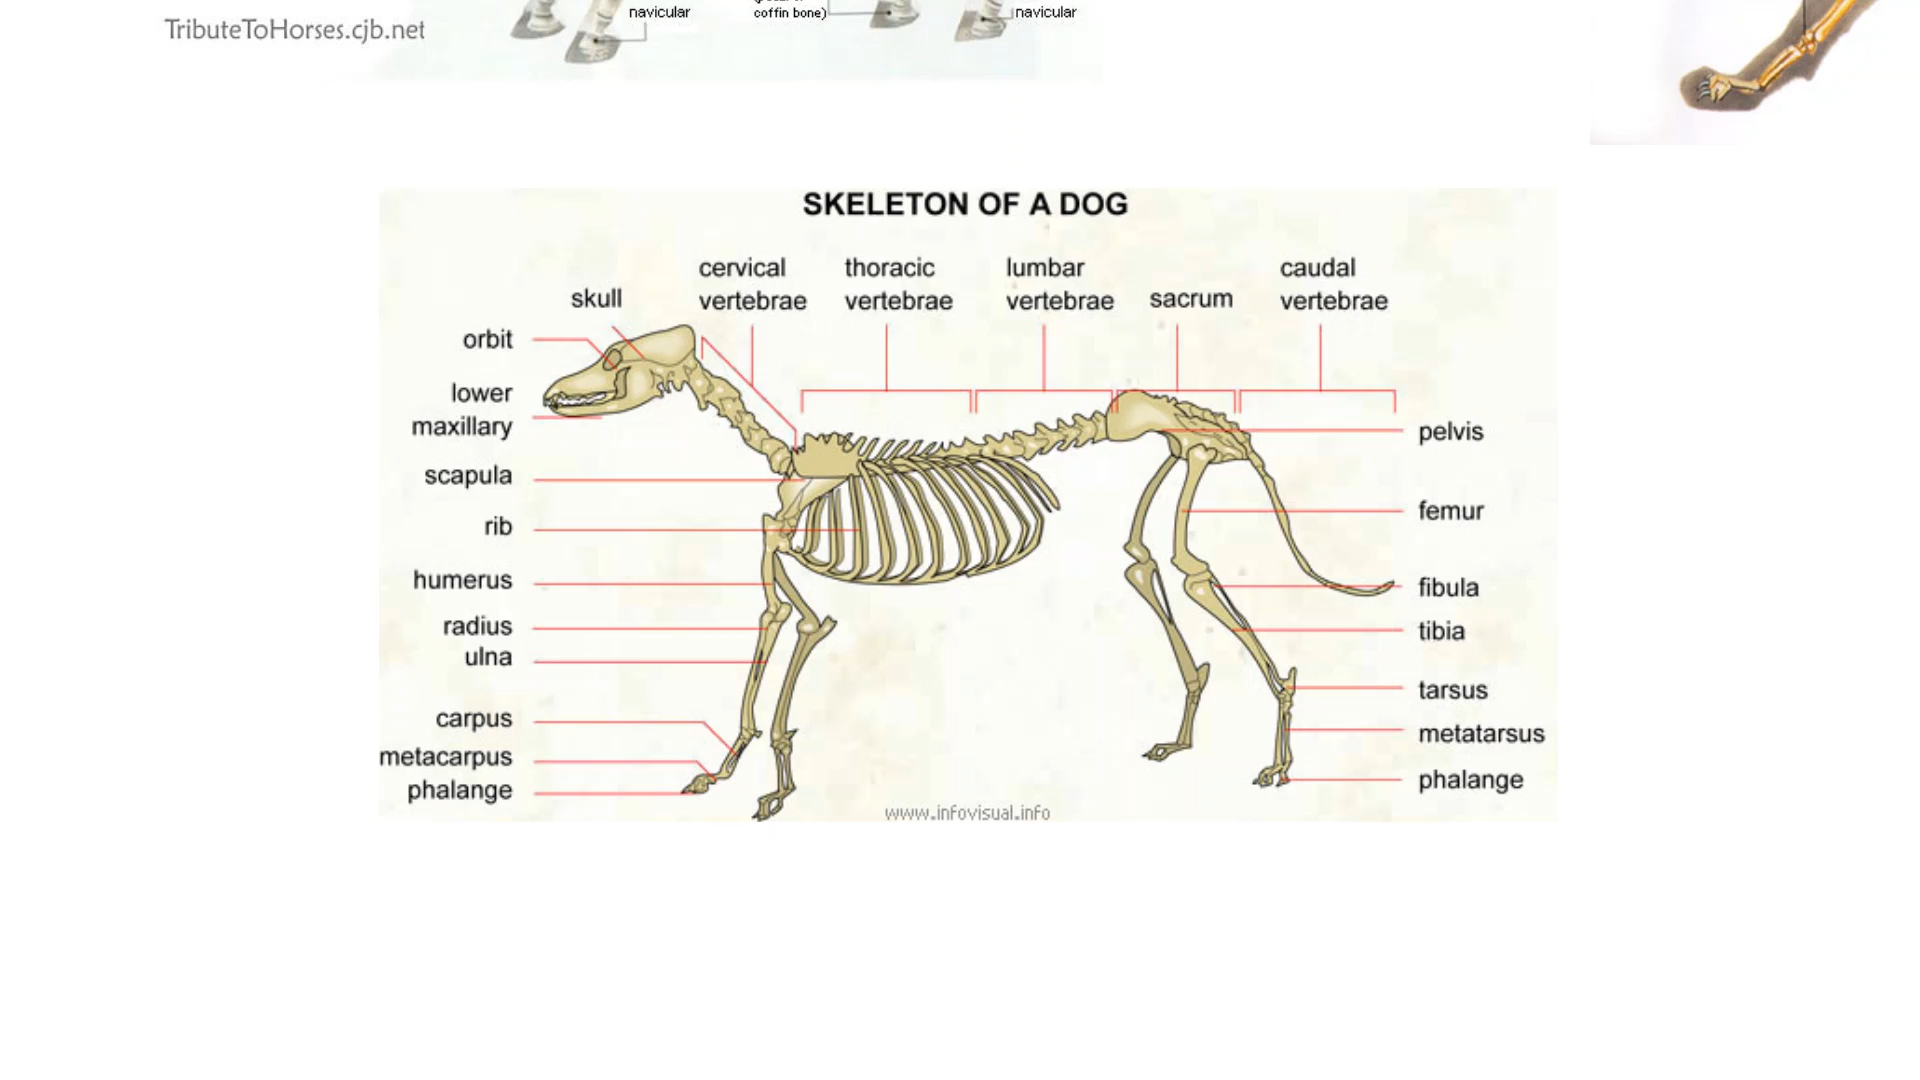 navicular
coffin bone)
navicular
TributeToHorses.cjb.net
SKELETON OF A DOG
skull
cervical
vertebrae
thoracic
vertebrae
lumbar
vertebrae
sacrum
caudal
vertebrae
orbit
lower
maxillary
scapula
rib
humerus
radius
ulna
carpus
metacarpus
phalange
pelvis
femur
fibula
tibia
tarsus
metatarsus
phalange
www.infovisual.info